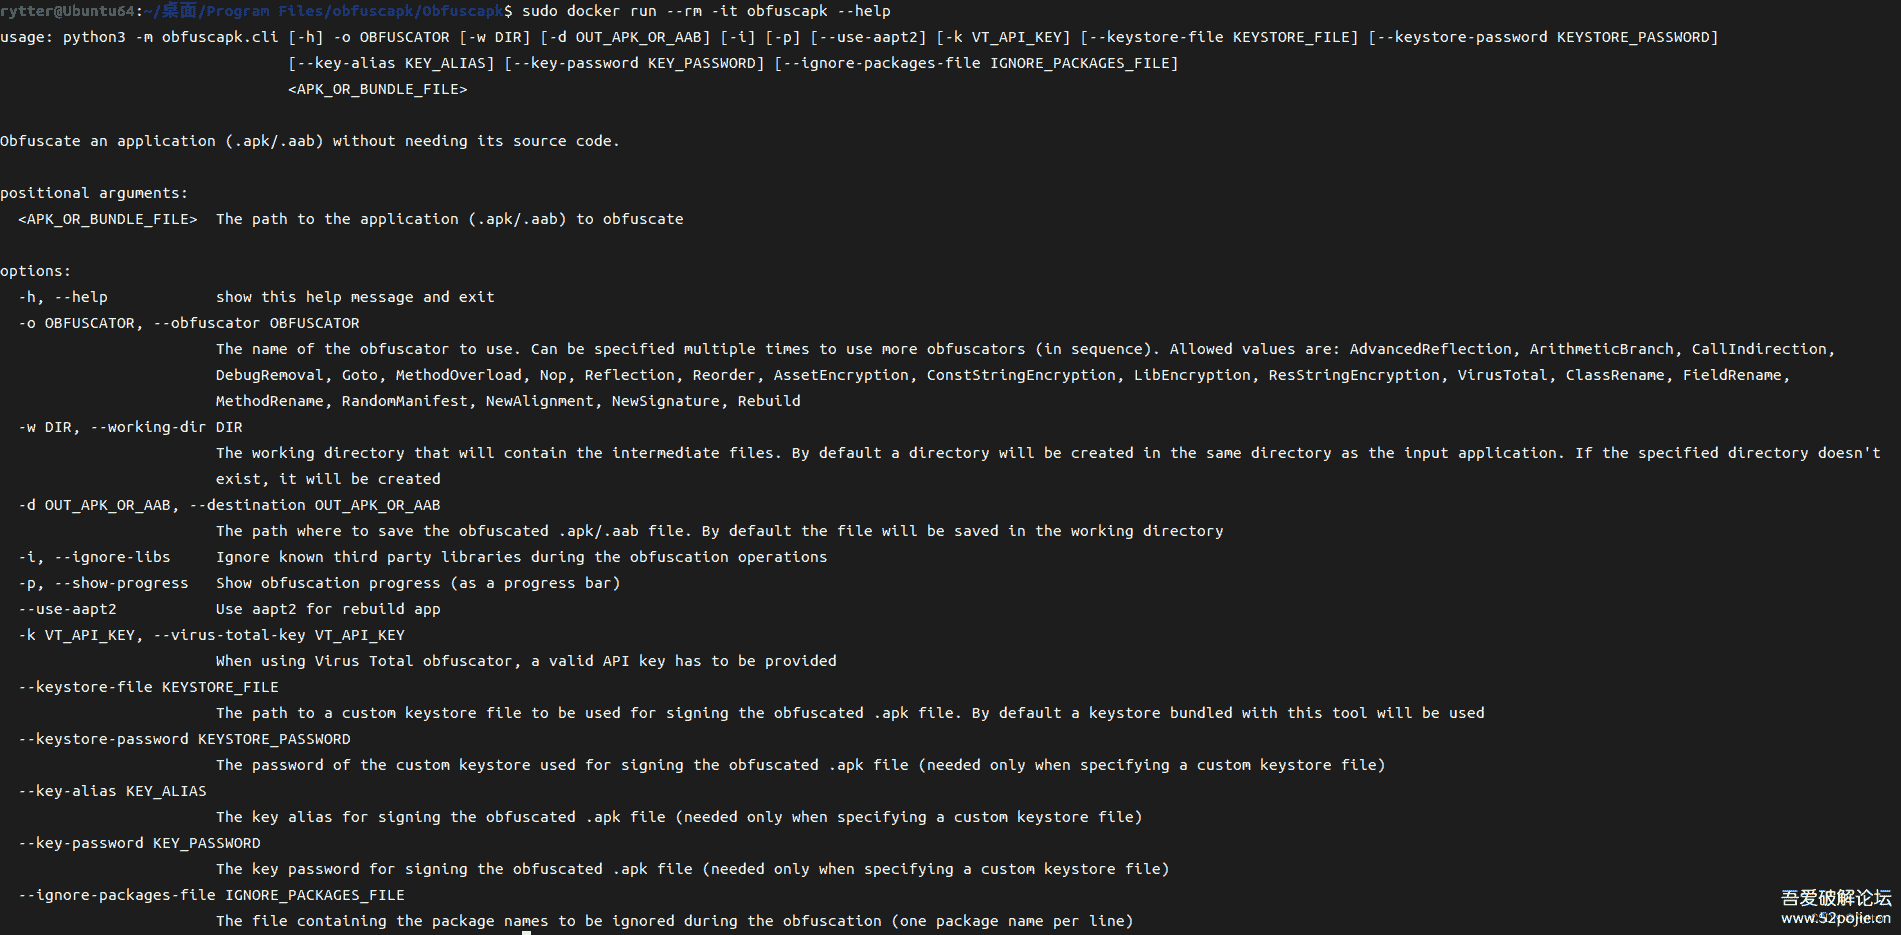 rytter@Ubuntu64:~/桌面/Program Files/obfuscapk/Obfuscapk$ sudo docker run --rm -it obfuscapk --help
usage: python3 -m obfuscapk.cli [-h] -o OBFUSCATOR [-w DIR] [-d OUT_APK_OR_AAB] [-i] [-p] [--use-aapt2] [-k VT_API_KEY] [--keystore-file KEYSTORE_FILE] [--keystore-password KEYSTORE_PASSWORD]
[--key-alias KEY_ALIAS] [--key-password KEY_PASSWORD] [--ignore-packages-file IGNORE_PACKAGES_FILE]
<APK_OR_BUNDLE_FILE>
Obfuscate an application (.apk/.aab) without needing its source code.
positional arguments:
<APK_OR_BUNDLE_FILE>  The path to the application (.apk/.aab) to obfuscate
options:
-h, --help            show this help message and exit
-o OBFUSCATOR, --obfuscator OBFUSCATOR
The name of the obfuscator to use. Can be specified multiple times to use more obfuscators (in sequence). Allowed values are: AdvancedReflection, ArithmeticBranch, CallIndirection,
DebugRemoval, Goto, MethodOverload, Nop, Reflection, Reorder, AssetEncryption, ConstStringEncryption, LibEncryption, ResStringEncryption, VirusTotal, ClassRename, FieldRename,
MethodRename, RandomManifest, NewAlignment, NewSignature, Rebuild
-w DIR, --working-dir DIR
The working directory that will contain the intermediate files. By default a directory will be created in the same directory as the input application. If the specified directory doesn't
exist, it will be created
-d OUT_APK_OR_AAB, --destination OUT_APK_OR_AAB
The path where to save the obfuscated .apk/.aab file. By default the file will be saved in the working directory
-i, --ignore-libs     Ignore known third party libraries during the obfuscation operations
-p, --show-progress   Show obfuscation progress (as a progress bar)
--use-aapt2           Use aapt2 for rebuild app
-k VT_API_KEY, --virus-total-key VT_API_KEY
When using Virus Total obfuscator, a valid API key has to be provided
--keystore-file KEYSTORE_FILE
The path to a custom keystore file to be used for signing the obfuscated .apk file. By default a keystore bundled with this tool will be used
--keystore-password KEYSTORE_PASSWORD
The password of the custom keystore used for signing the obfuscated .apk file (needed only when specifying a custom keystore file)
--key-alias KEY_ALIAS
The key alias for signing the obfuscated .apk file (needed only when specifying a custom keystore file)
--key-password KEY_PASSWORD
The key password for signing the obfuscated .apk file (needed only when specifying a custom keystore file)
--ignore-packages-file IGNORE_PACKAGES_FILE
The file containing the package names to be ignored during the obfuscation (one package name per line)
吾爱破解论坛
www.52pojie.cn